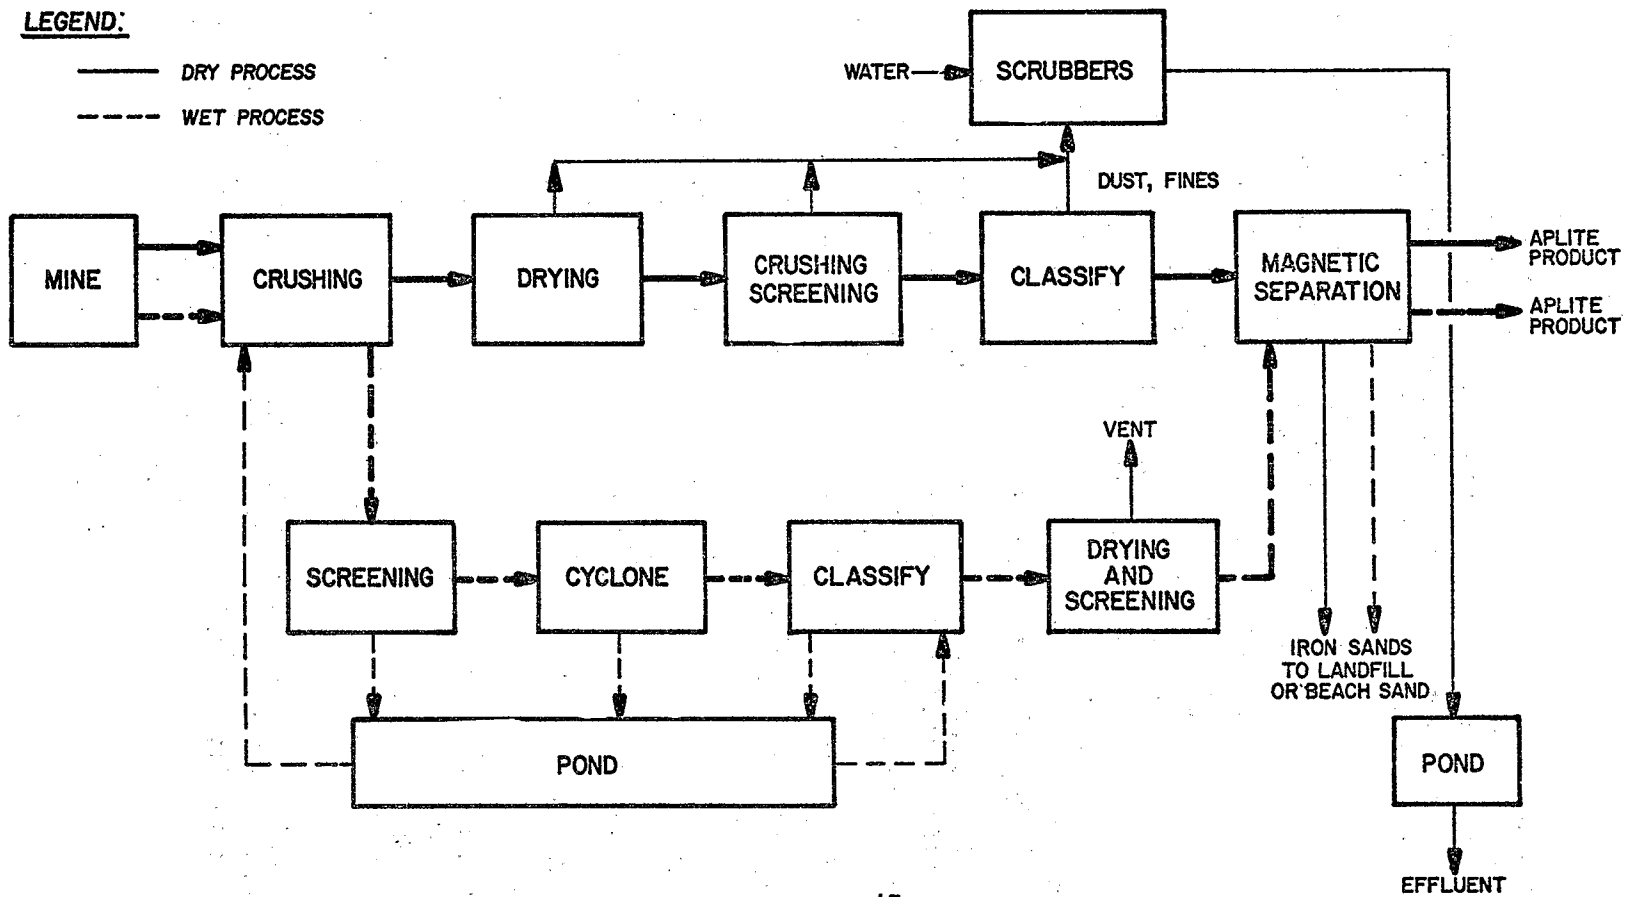 LEGEND:
DRY PROCESS
WET PROCESS
WATER
SCRUBBERS
DUST, FINES
MINE
CRUSHING
DRYING
CRUSHING
SCREENING
CLASSIFY
MAGNETIC
SEPARATION
APLITE
PRODUCT
APLITE
PRODUCT
VENT
SCREENING
CYCLONE
CLASSIFY
DRYING
AND
SCREENING
IRON SANDS
TO LANDFILL
OR BEACH SAND
POND
POND
EFFLUENT